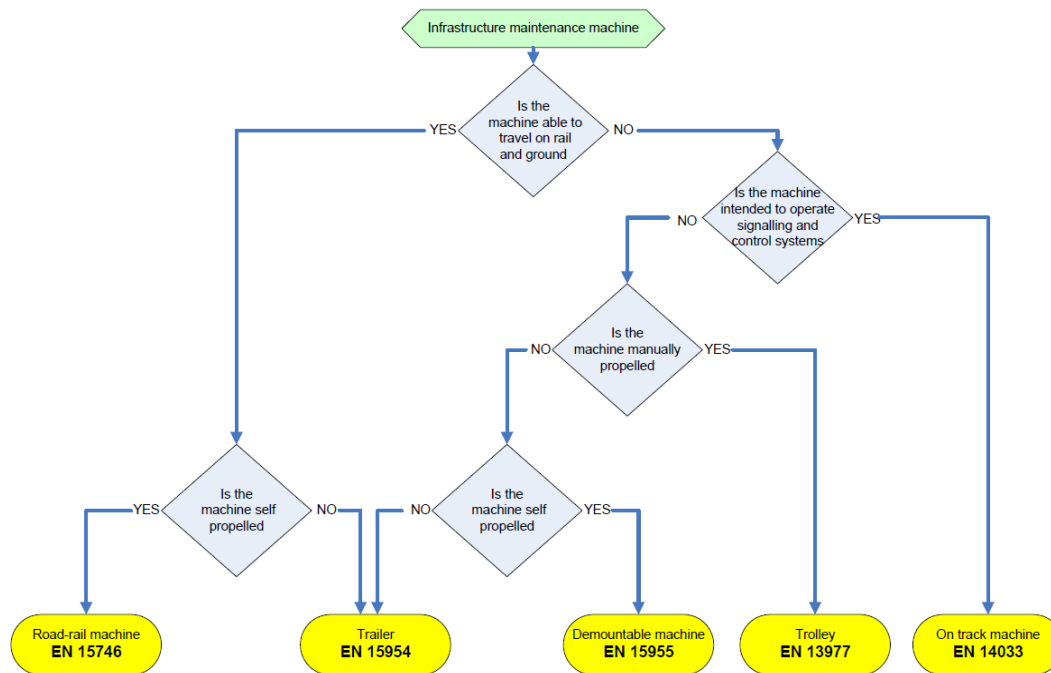 Infrastructure maintenance machine
Is the
machine able to
travel on rail
and ground
YES
NO
Is the machine
intended to operate
signalling and
control systems
NO
YES
Is the
machine manually
propelled
NO
YES
Is the
machine self
propelled
YES
NO
Is the
machine self
propelled
NO
YES
Road-rail machine
EN 15746
Trailer
EN 15954
Demountable machine
EN 15955
Trolley
EN 13977
On track machine
EN 14033